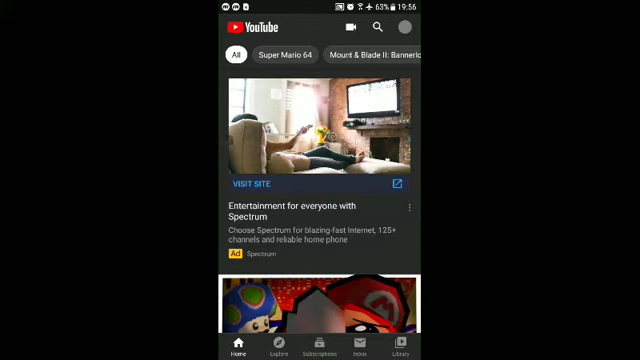 63% 19:56
YouTube
All
Super Mario 64
Mount & Blade II: Bannerlo
VISIT SITE
Entertainment for everyone with
Spectrum
Choose Spectrum for blazing-fast Internet, 125+
channels and reliable home phone
Ad Spectrum
Home
Explore
Subscriptions
Inbox
Library